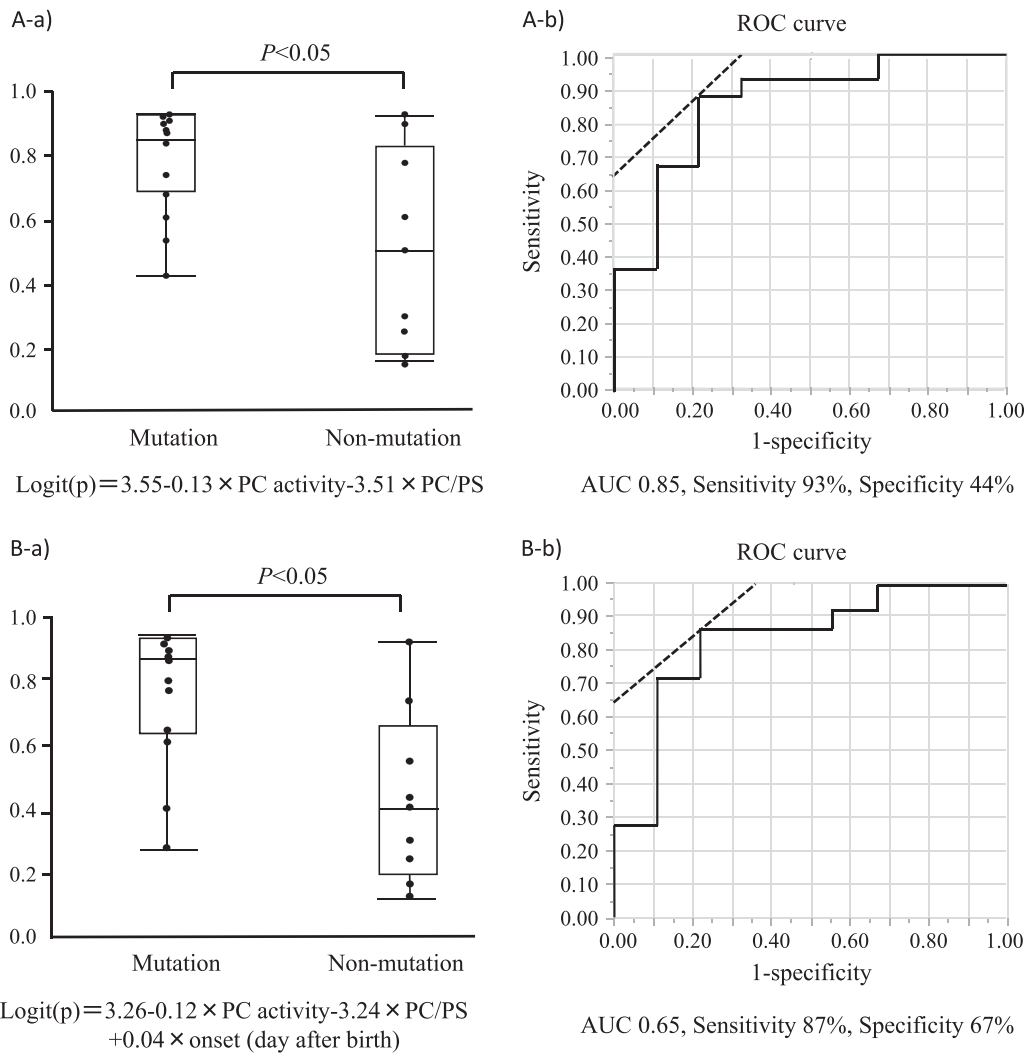 A-a)
P<0.05
1.0
0.8
0.6
0.4
0.2
0.0
Mutation
Non-mutation
Logit(p)=3.55-0.13×PC activity-3.51×PC/PS
A-b)
ROC curve
Sensitivity
1.00
0.90
0.80
0.70
0.60
0.50
0.40
0.30
0.20
0.10
0.00
0.00 0.20 0.40 0.60 0.80 1.00
1-specificity
AUC 0.85, Sensitivity 93%, Specificity 44%
B-a)
P<0.05
1.0
0.8
0.6
0.4
0.2
0.0
Mutation
Non-mutation
Logit(p)=3.26-0.12×PC activity-3.24×PC/PS
+0.04×onset (day after birth)
B-b)
ROC curve
Sensitivity
1.00
0.90
0.80
0.70
0.60
0.50
0.40
0.30
0.20
0.10
0.00
0.00 0.20 0.40 0.60 0.80 1.00
1-specificity
AUC 0.65, Sensitivity 87%, Specificity 67%